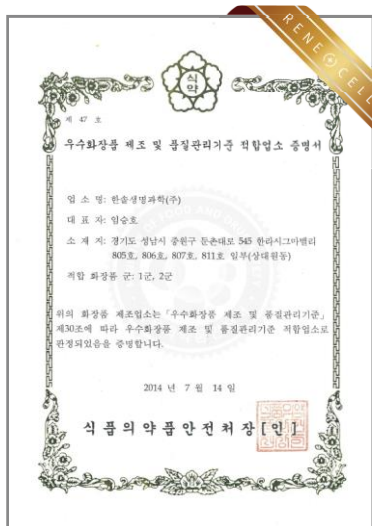 RENE CELL
식약
제 47 호
우수화장품 제조 및 품질관리기준 적합업소 증명서
업 소 명: 한솔생명과학(주)
대 표 자: 임승호
소 재 지: 경기도 성남시 중원구 둔촌대로 545 한라시그마밸리
805호, 806호, 807호, 811호 일부(상대원동)
적합 화장품 군: 1군, 2군
위의 화장품 제조업소는 「우수화장품 제조 및 품질관리기준」
제30조에 따라 우수화장품 제조 및 품질관리기준 적합업소로
판정되었음을 증명합니다.
2014 년 7 월 14 일
식품의약품안전처장[인]